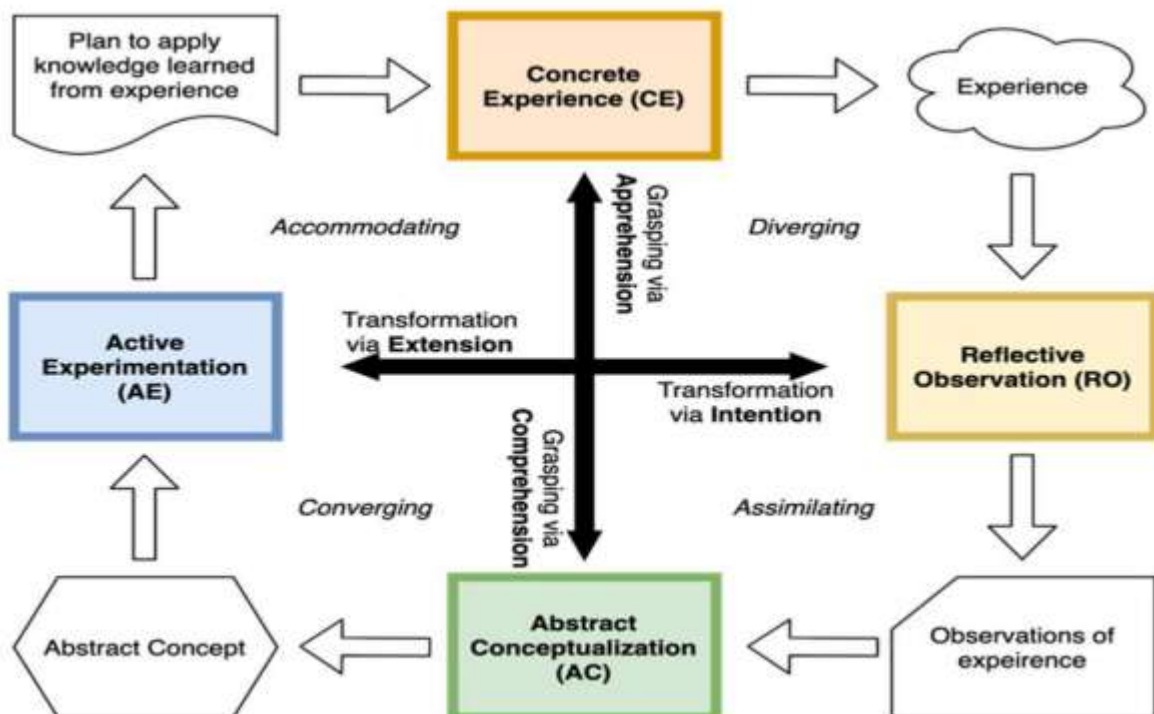 Plan to apply
knowledge learned
from experience
Concrete
Experience (CE)
Experience
Accommodating
Grasping via
Apprehension
Diverging
Active
Experimentation
(AE)
Transformation
via Extension
Transformation
via Intention
Reflective
Observation (RO)
Converging
Grasping via
Comprehension
Assimilating
Abstract Concept
Abstract
Conceptualization
(AC)
Observations of
expeirence